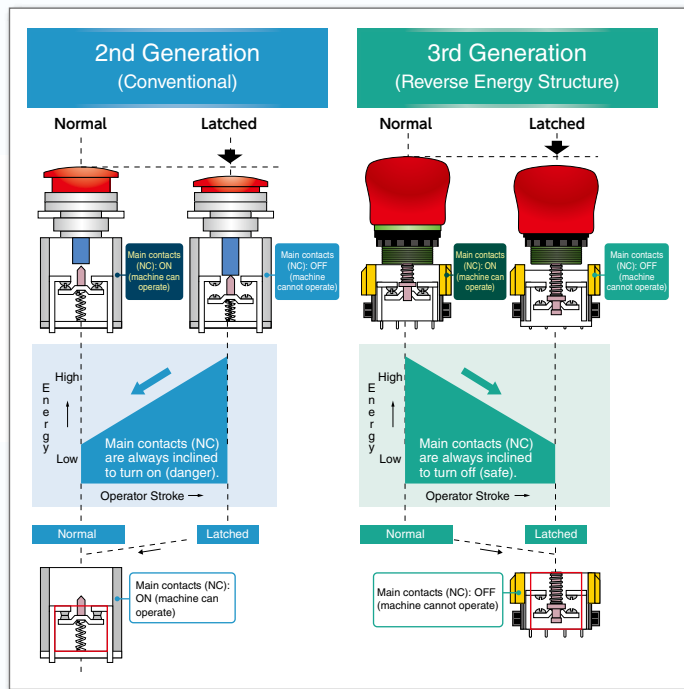 2nd Generation
(Conventional)
3rd Generation
(Reverse Energy Structure)
Normal
Latched
Normal
Latched
Main contacts
(NC): ON
(machine can
operate)
Main contacts
(NC): OFF
(machine
cannot operate)
Main contacts
(NC): ON
(machine can
operate)
Main contacts
(NC): OFF
(machine
cannot operate)
Energy
High
Low
Main contacts (NC)
are always inclined
to turn on (danger).
Operator Stroke
Energy
High
Low
Main contacts (NC)
are always inclined
to turn off (safe).
Operator Stroke
Normal
Latched
Normal
Latched
Main contacts (NC):
ON (machine can
operate)
Main contacts (NC): OFF
(machine cannot operate)